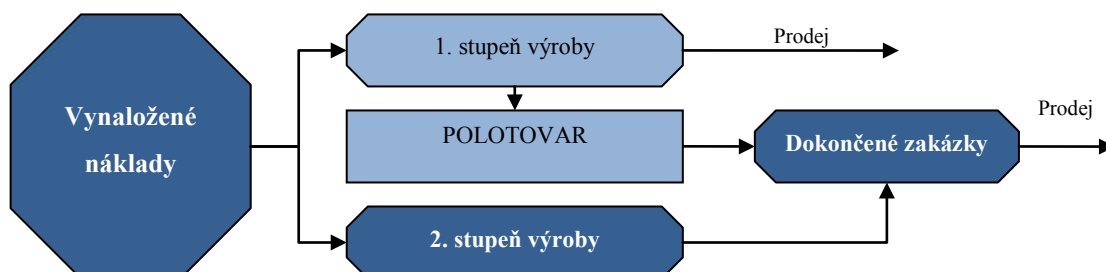 Vynaložené
náklady
1. stupeň výroby
Prodej
POLOTOVAR
2. stupeň výroby
Dokončené zakázky
Prodej